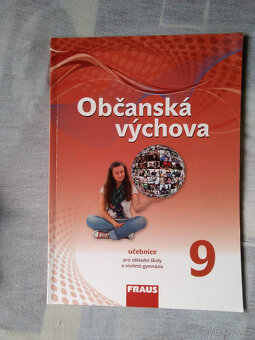 Občanská
výchova
učebnice
pro základní školy
a víceletá gymnázia
9
FRAUS